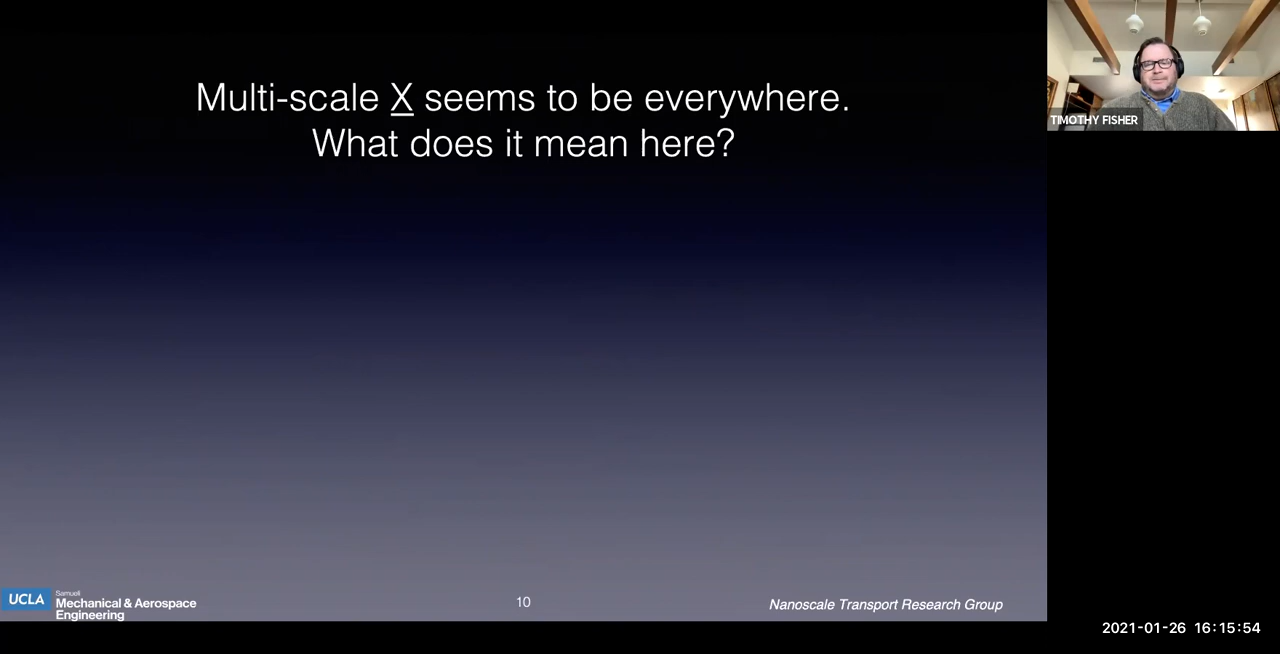 Multi-scale X seems to be everywhere.
What does it mean here?
TIMOTHY FISHER
UCLA
Samueli
Mechanical & Aerospace
Engineering
10
Nanoscale Transport Research Group
2021-01-26 16:15:54